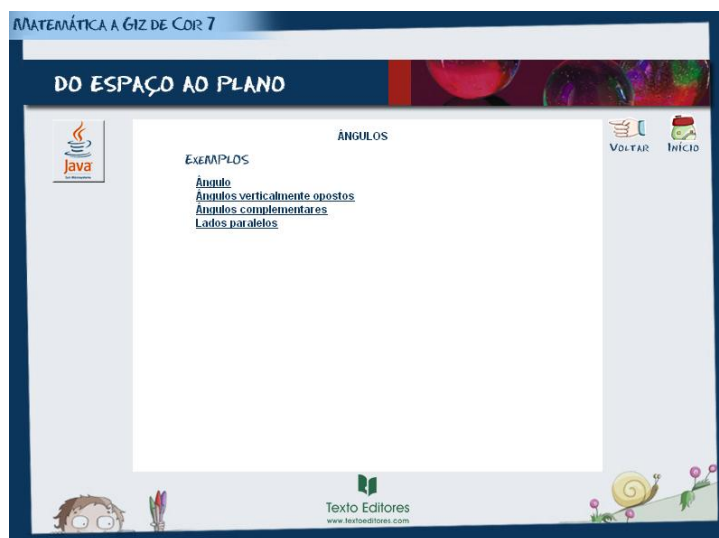 MATEMÁTICA A GIZ DE COR 7
DO ESPAÇO AO PLANO
Java
ÂNGULOS
VOLTAR
INÍCIO
EXEMPLOS
Ângulo
Ângulos verticalmente opostos
Ângulos complementares
Lados paralelos
Texto Editores
www.textoeditores.com